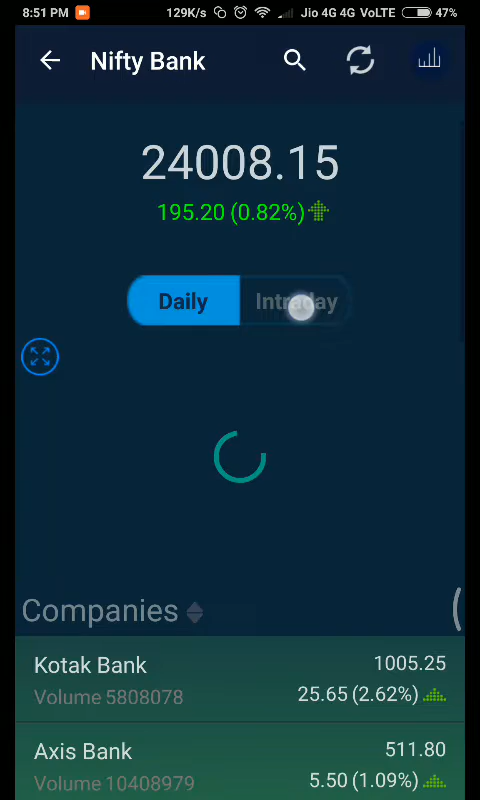 8:51 PM 129K/s Jio 4G 4G VoLTE 47%
Nifty Bank
24008.15
195.20 (0.82%)
Daily Intraday
Companies
Kotak Bank 1005.25
Volume 5808078 25.65 (2.62%)
Axis Bank 511.80
Volume 10408979 5.50 (1.09%)